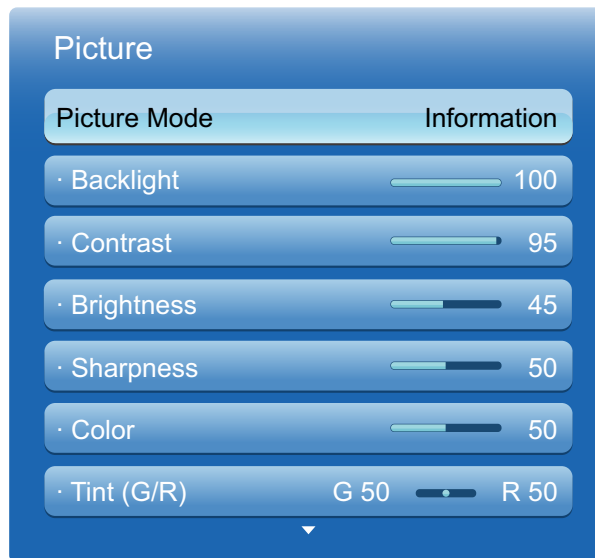 Picture
Picture Mode Information
· Backlight 100
· Contrast 95
· Brightness 45
· Sharpness 50
· Color 50
· Tint (G/R) G 50 R 50